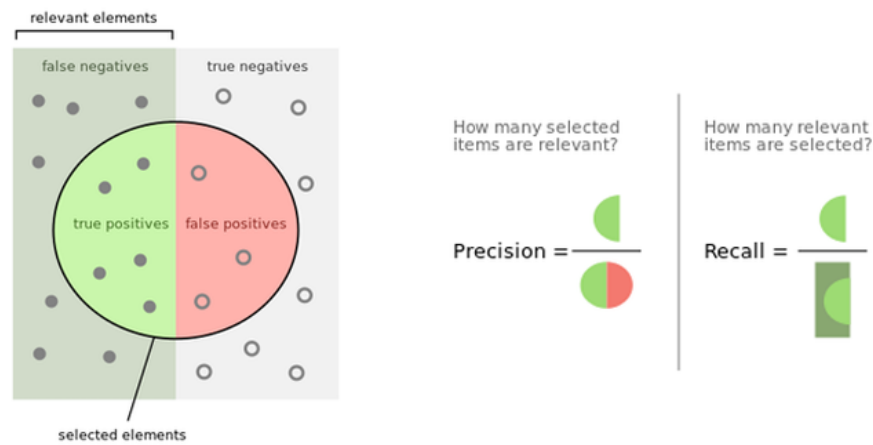 relevant elements
false negatives
true negatives
true positives
false positives
selected elements
How many selected
items are relevant?
Precision =
How many relevant
items are selected?
Recall =